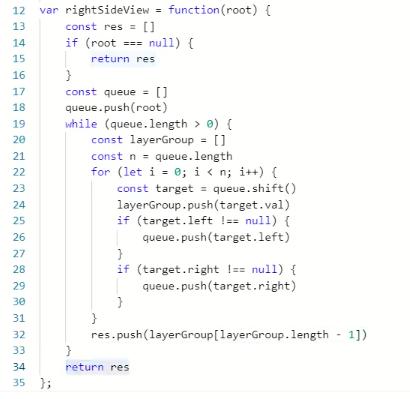 12 var rightSideView = function(root) {
13     const res = []
14     if (root === null) {
15         return res
16     }
17     const queue = []
18     queue.push(root)
19     while (queue.length > 0) {
20         const layerGroup = []
21         const n = queue.length
22         for (let i = 0; i < n; i++) {
23             const target = queue.shift()
24             layerGroup.push(target.val)
25             if (target.left !== null) {
26                 queue.push(target.left)
27             }
28             if (target.right !== null) {
29                 queue.push(target.right)
30             }
31         }
32         res.push(layerGroup[layerGroup.length - 1])
33     }
34     return res
35 };